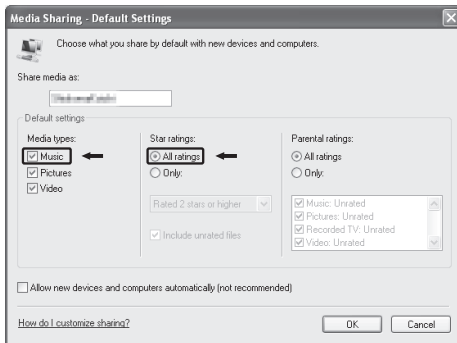 Media Sharing - Default Settings
Choose what you share by default with new devices and computers.
Share media as:
Default settings
Media types:
Music
Pictures
Video
Star ratings:
All ratings
Only:
Rated 2 stars or higher
Include unrated files
Parental ratings:
All ratings
Only:
Music: Unrated
Pictures: Unrated
Recorded TV: Unrated
Video: Unrated
Allow new devices and computers automatically (not recommended)
How do I customize sharing?
OK
Cancel